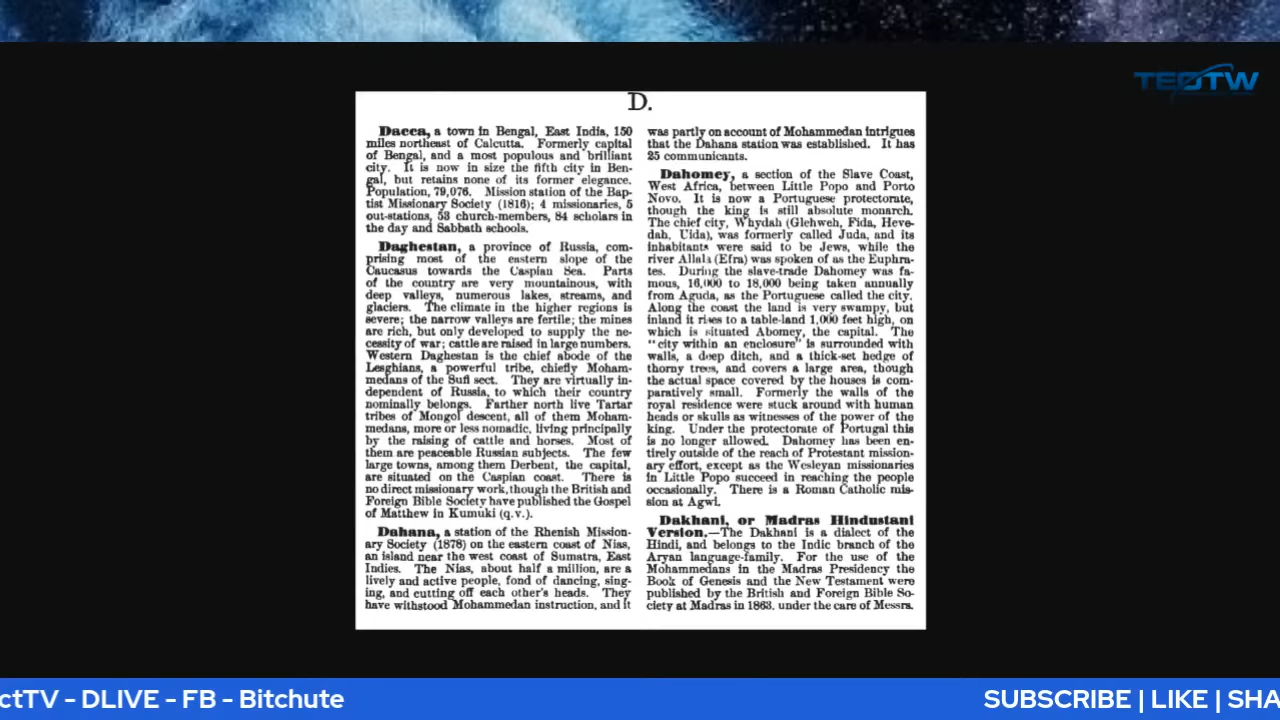 TEOTW
D.
Dacca, a town in Bengal, East India, 150
miles northeast of Calcutta. Formerly capital
of Bengal, and a most populous and brilliant
city. It is now in size the fifth city in Ben-
gal, but retains none of its former elegance.
Population, 79,076. Mission station of the Bap-
tist Missionary Society (1816); 4 missionaries, 5
out-stations, 53 church-members, 84 scholars in
the day and Sabbath schools.
Daghestan, a province of Russia, com-
prising most of the eastern slope of the
Caucasus towards the Caspian Sea. Parts
of the country are very mountainous, with
deep valleys, numerous lakes, streams, and
glaciers. The climate in the higher regions is
severe; the narrow valleys are fertile; the mines
are rich, but only developed to supply the ne-
cessity of war; cattle are raised in large numbers.
Western Daghestan is the chief abode of the
Lesghians, a powerful tribe, chiefly Moham-
medans of the Sufi sect. They are virtually in-
dependent of Russia, to which their country
nominally belongs. Farther north live Tartar
tribes of Mongol descent, all of them Moham-
medans, more or less nomadic, living principally
by the raising of cattle and horses. Most of
them are peaceable Russian subjects. The few
large towns, among them Derbent, the capital,
are situated on the Caspian coast. There is
no direct missionary work, though the British and
Foreign Bible Society have published the Gospel
of Matthew in Kumuki (q.v.).
Dahana, a station of the Rhenish Mission-
ary Society (1878) on the eastern coast of Nias,
an island near the west coast of Sumatra, East
Indies. The Nias, about half a million, are a
lively and active people, fond of dancing, sing-
ing, and cutting off each other's heads. They
have withstood Mohammedan instruction, and it
was partly on account of Mohammedan intrigues
that the Dahana station was established. It has
25 communicants.
Dahomey, a section of the Slave Coast,
West Africa, between Little Popo and Porto
Novo. It is now a Portuguese protectorate,
though the king is still absolute monarch.
The chief city, Whydah (Glehweh, Fida, Heve-
dah, Uida), was formerly called Juda, and its
inhabitants were said to be Jews, while the
river Allala (Efra) was spoken of as the Euphra-
tes. During the slave-trade Dahomey was fa-
mous, 16,000 to 18,000 being taken annually
from Aguda, as the Portuguese called the city.
Along the coast the land is very swampy, but
inland it rises to a table-land 1,000 feet high, on
which is situated Abomey, the capital. The
"city within an enclosure" is surrounded with
walls, a deep ditch, and a thick-set hedge of
thorny trees, and covers a large area, though
the actual space covered by the houses is com-
paratively small. Formerly the walls of the
royal residence were stuck around with human
heads or skulls as witnesses of the power of the
king. Under the protectorate of Portugal this
is no longer allowed. Dahomey has been en-
tirely outside of the reach of Protestant mission-
ary effort, except as the Wesleyan missionaries
in Little Popo succeed in reaching the people
occasionally. There is a Roman Catholic mis-
sion at Agwi.
Dakhani, or Madras Hindustani
Version.—The Dakhani is a dialect of the
Hindi, and belongs to the Indic branch of the
Aryan language-family. For the use of the
Mohammedans in the Madras Presidency the
Book of Genesis and the New Testament were
published by the British and Foreign Bible So-
ciety at Madras in 1863, under the care of Messrs.
ctTV - DLIVE - FB - Bitchute
SUBSCRIBE | LIKE | SHA